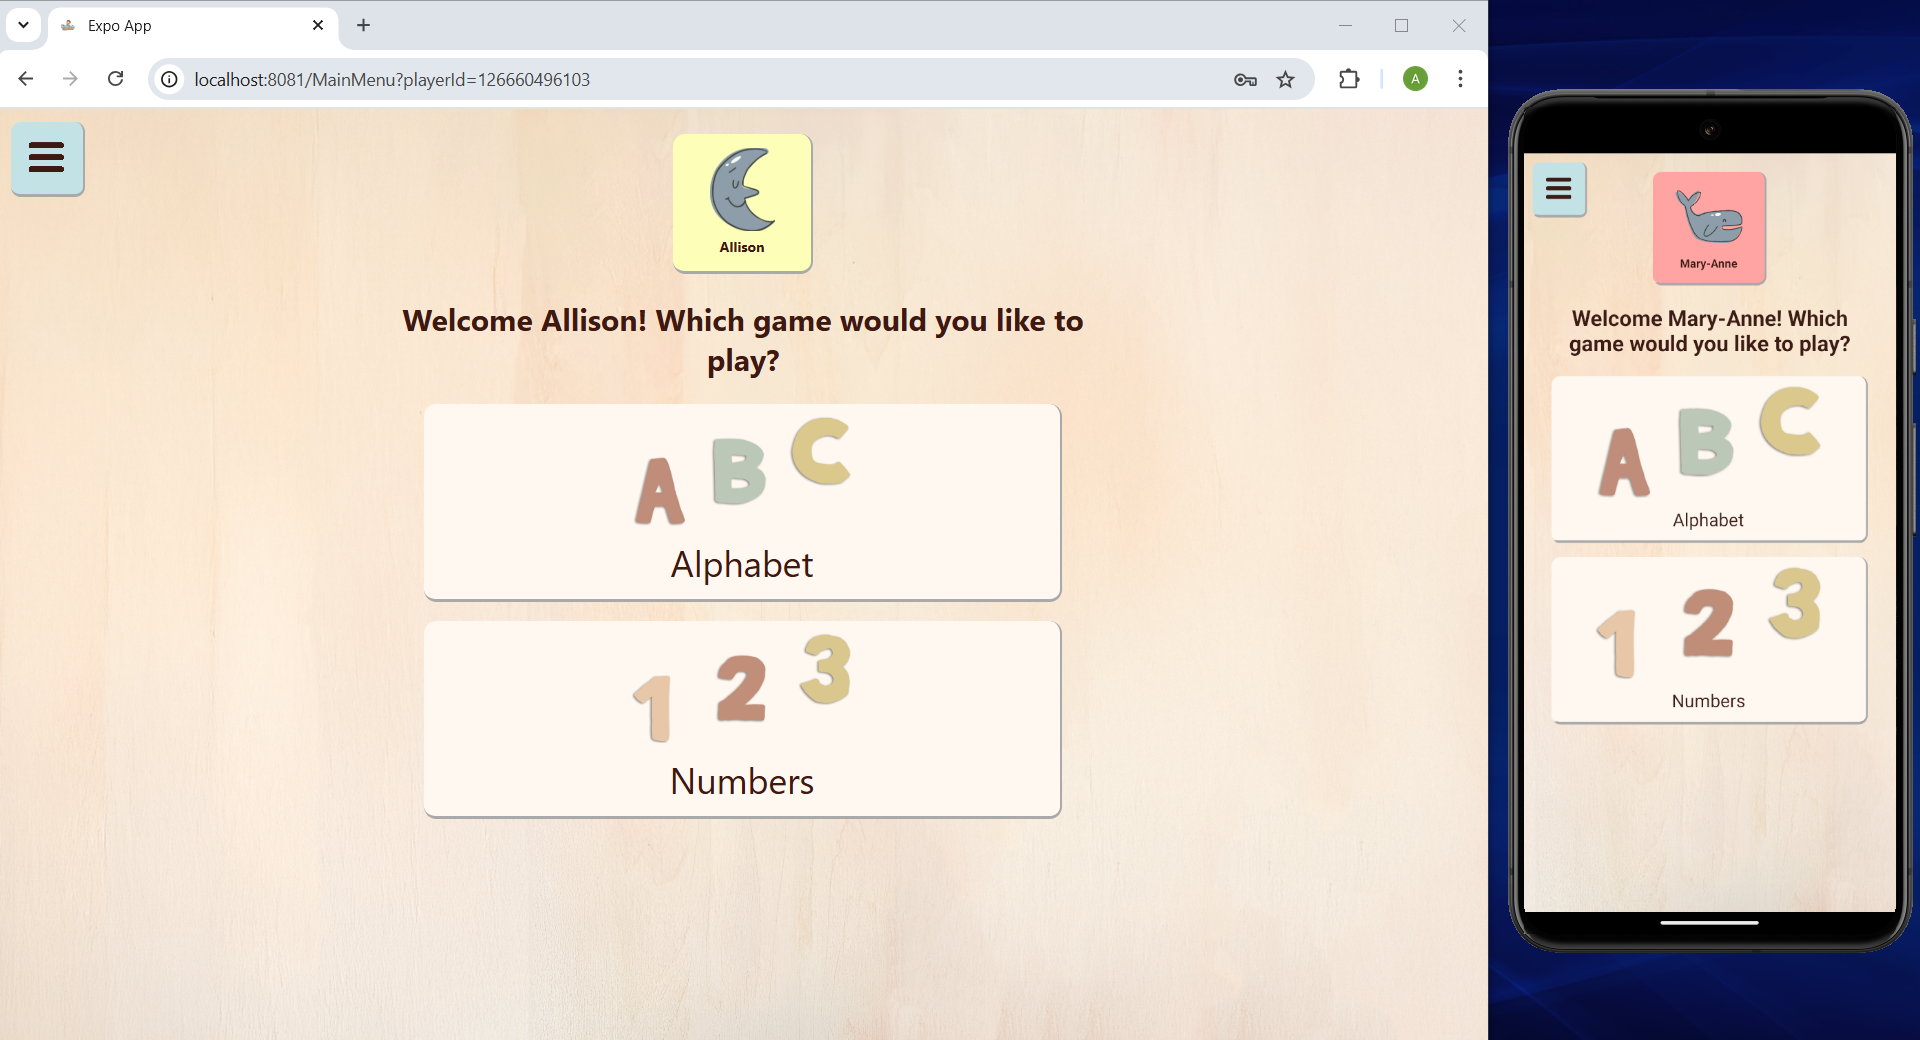 Expo App
localhost:8081/MainMenu?playerId=126660496103
A
Allison
Welcome Allison! Which game would you like to
play?
A B C
Alphabet
1 2 3
Numbers
Mary-Anne
Welcome Mary-Anne! Which
game would you like to play?
A B C
Alphabet
1 2 3
Numbers